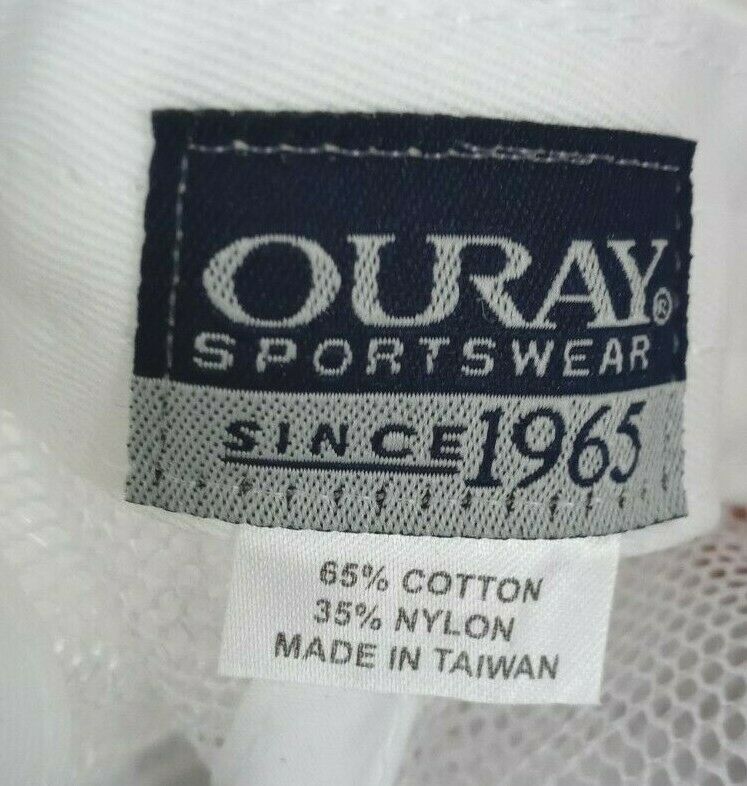 OURAY®
SPORTSWEAR
SINCE 1965
65% COTTON
35% NYLON
MADE IN TAIWAN